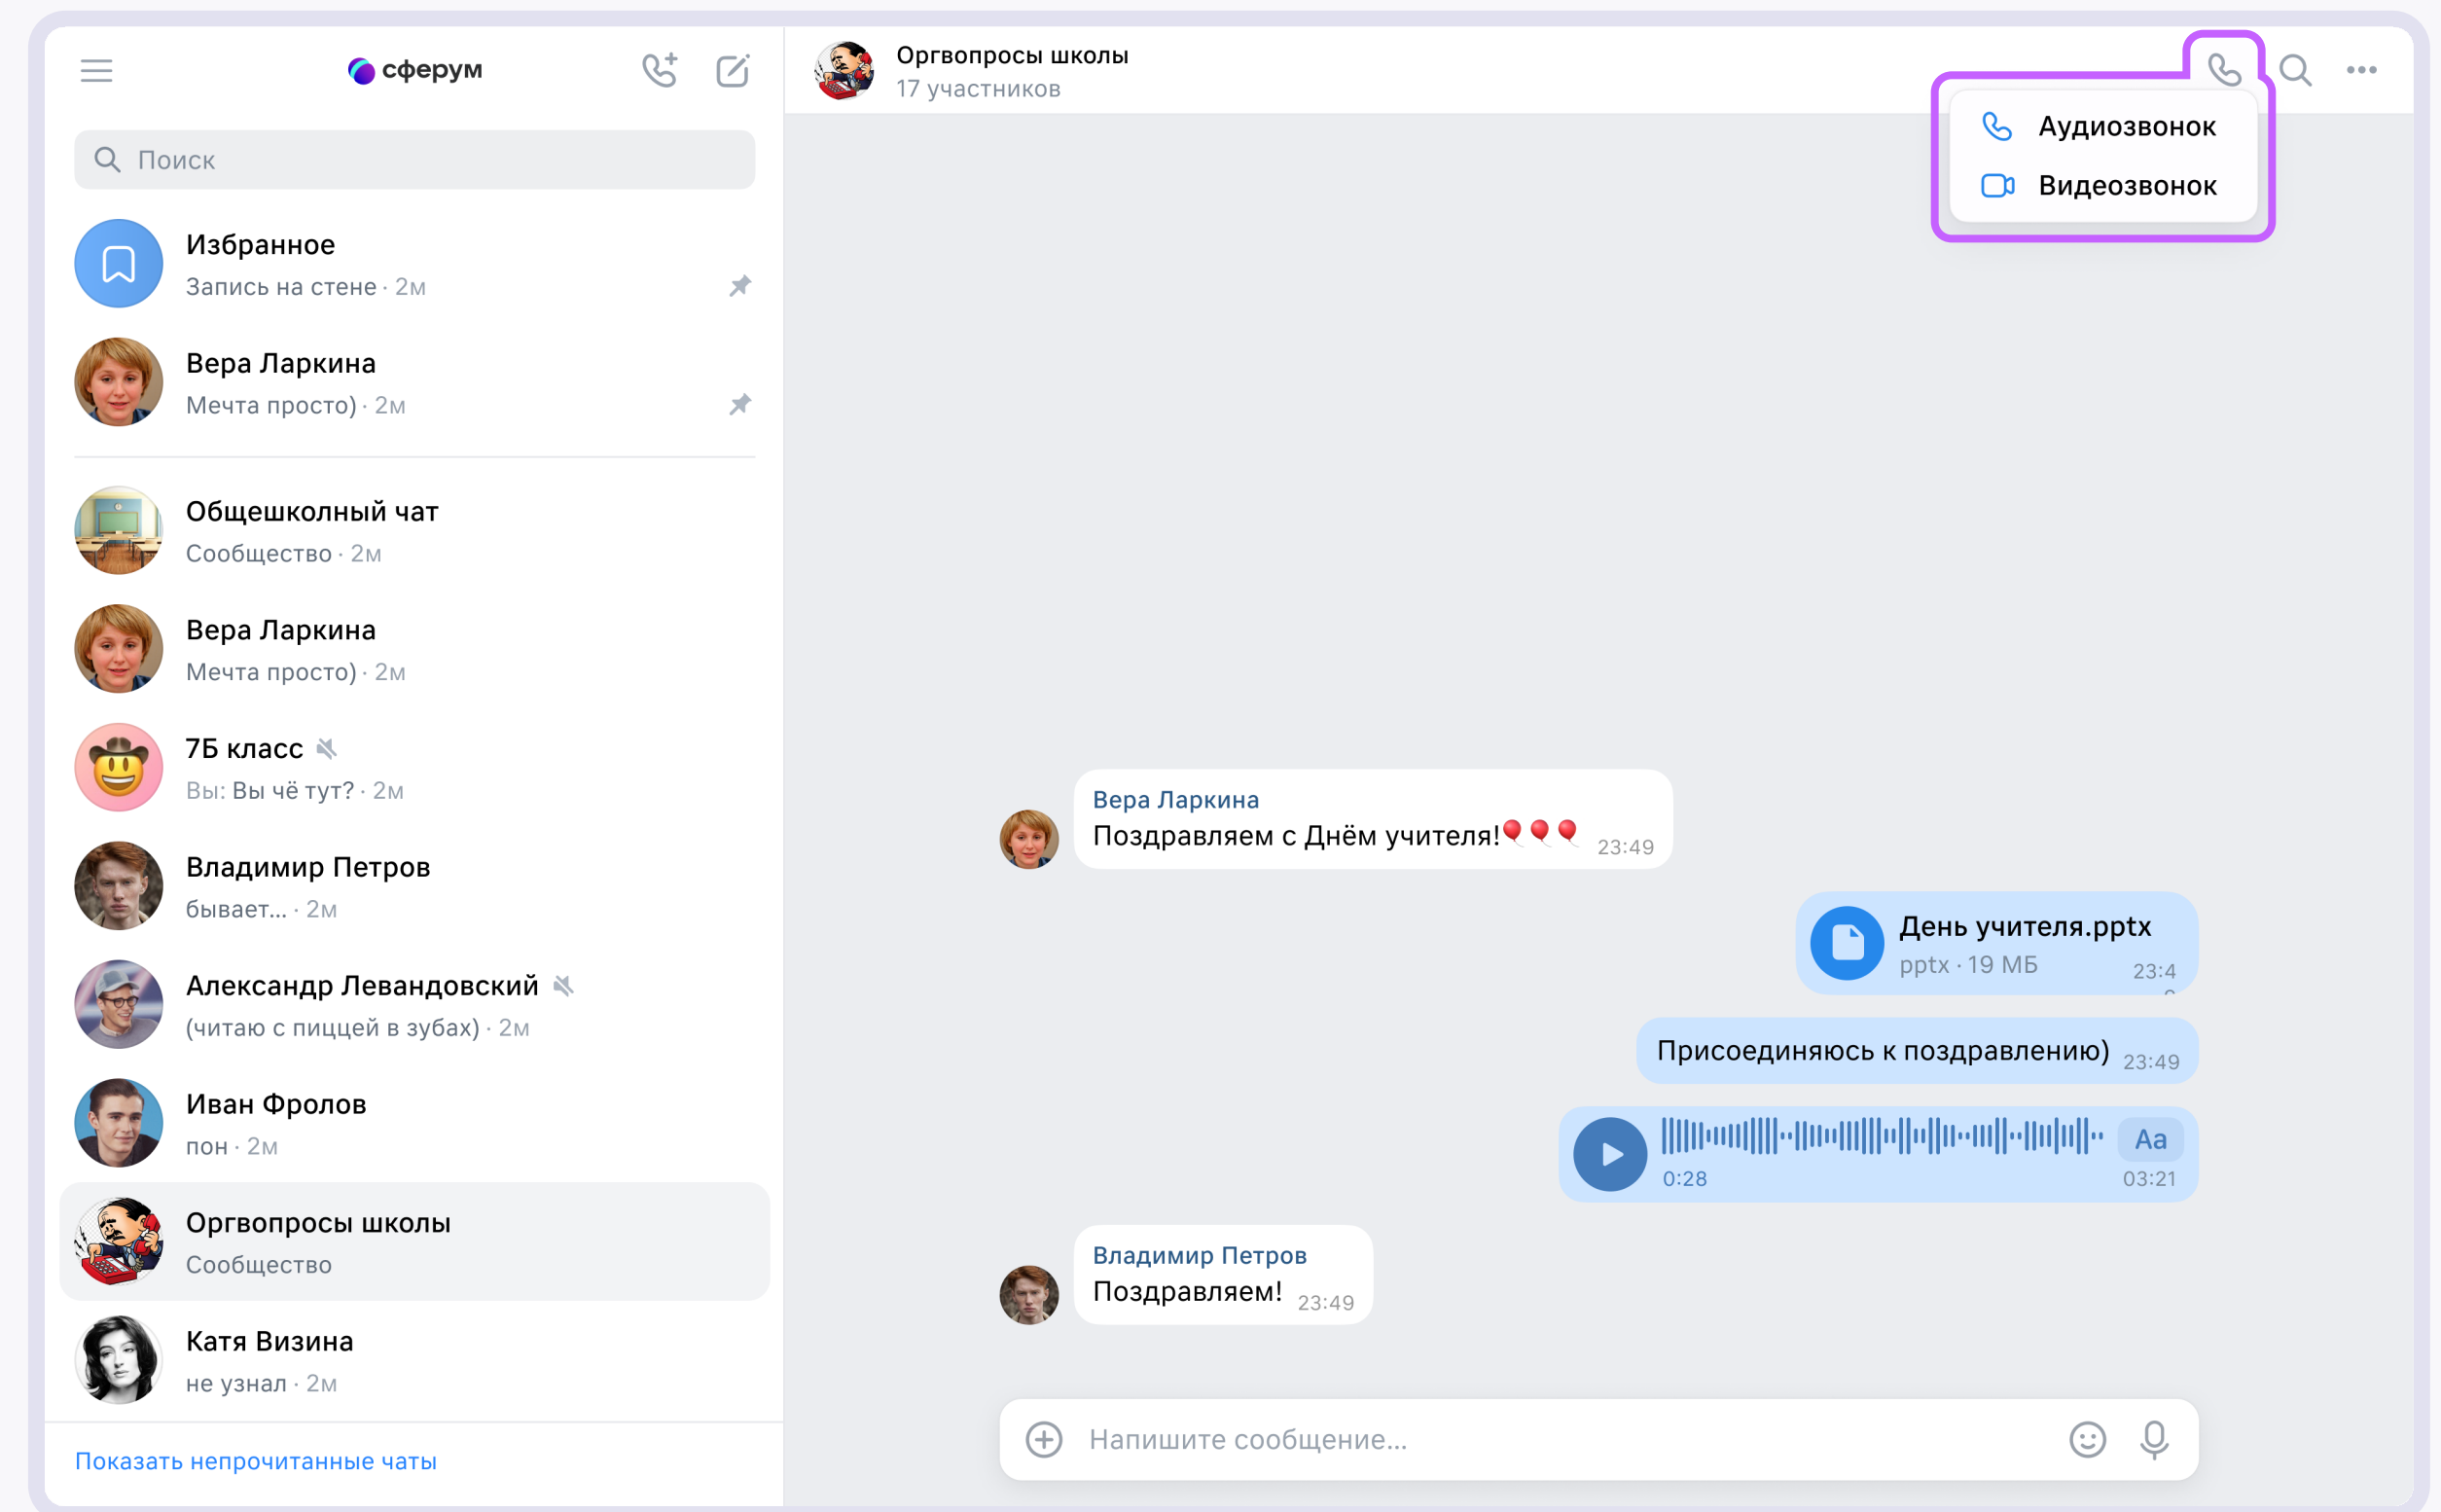 сферум
Поиск
Избранное
Запись на стене · 2м
Вера Ларкина
Мечта просто) · 2м
Общешколный чат
Сообщество · 2м
Вера Ларкина
Мечта просто) · 2м
7Б класс
Вы: Вы чё тут? · 2м
Владимир Петров
бывает... · 2м
Александр Левандовский
(читаю с пиццей в зубах) · 2м
Иван Фролов
пон · 2м
Оргвопросы школы
Сообщество
Катя Визина
не узнал · 2м
Показать непрочитанные чаты
Оргвопросы школы
17 участников
Аудиозвонок
Видеозвонок
Вера Ларкина
Поздравляем с Днём учителя!🎈🎈🎈 23:49
День учителя.pptx
pptx · 19 МБ 23:4
Присоединяюсь к поздравлению) 23:49
Aa
0:28 03:21
Владимир Петров
Поздравляем! 23:49
Напишите сообщение...